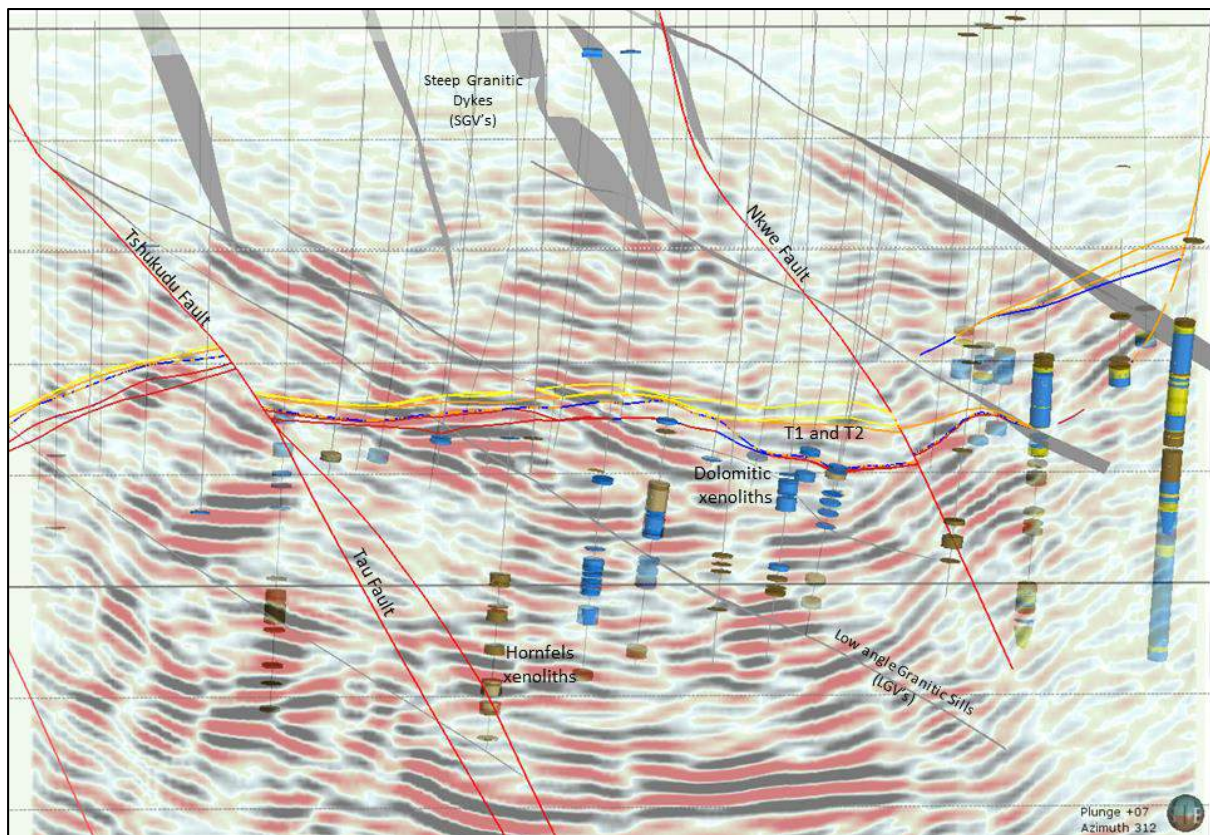 Steep Granitic
Dykes
(SGV's)
Tshukudu Fault
Nkwe Fault
T1 and T2
Dolomitic
xenoliths
Tau Fault
Hornfels
xenoliths
Low angle Granitic Sills
(LGV's)
Plunge +07
Azimuth 312